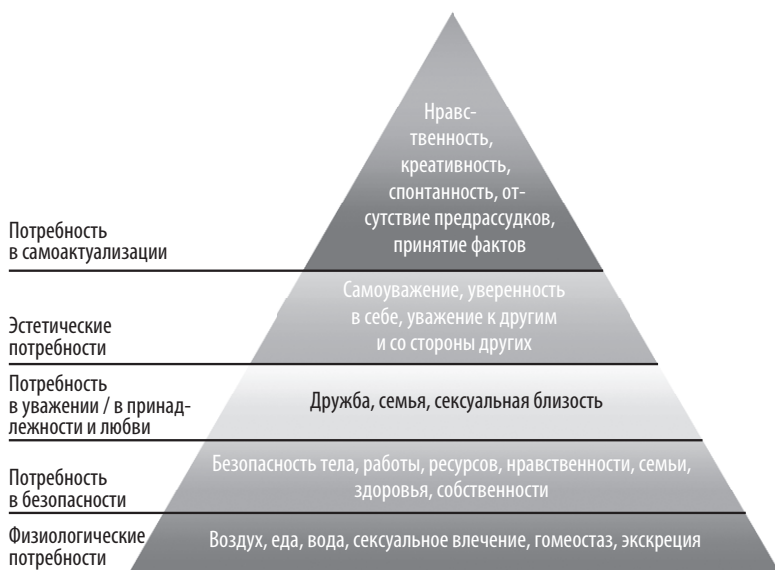 Нравс-
твенность,
креативность,
спонтанность, от-
сутствие предрассудков,
принятие фактов
Потребность
в самоактуализации
Самоуважение, уверенность
в себе, уважение к другим
и со стороны других
Эстетические
потребности
Потребность
в уважении / в принад-
лежности и любви
Дружба, семья, сексуальная близость
Безопасность тела, работы, ресурсов, нравственности, семьи,
здоровья, собственности
Потребность
в безопасности
Физиологические
потребности
Воздух, еда, вода, сексуальное влечение, гомеостаз, экскреция